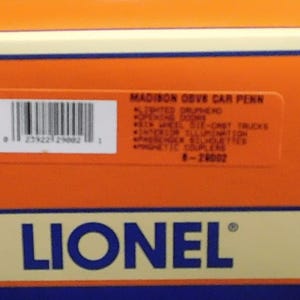 MADISON OBV8 CAR PENN
•LIGHTED DRUMHEAD
•OPENING DOORS
•SIX WHEEL DIE-CAST TRUCKS
•INTERIOR ILLUMINATION
•PASSENGER SILHOUETTES
•MAGNETIC COUPLERS
6-29002
0 23922 29002 1
LIONEL®